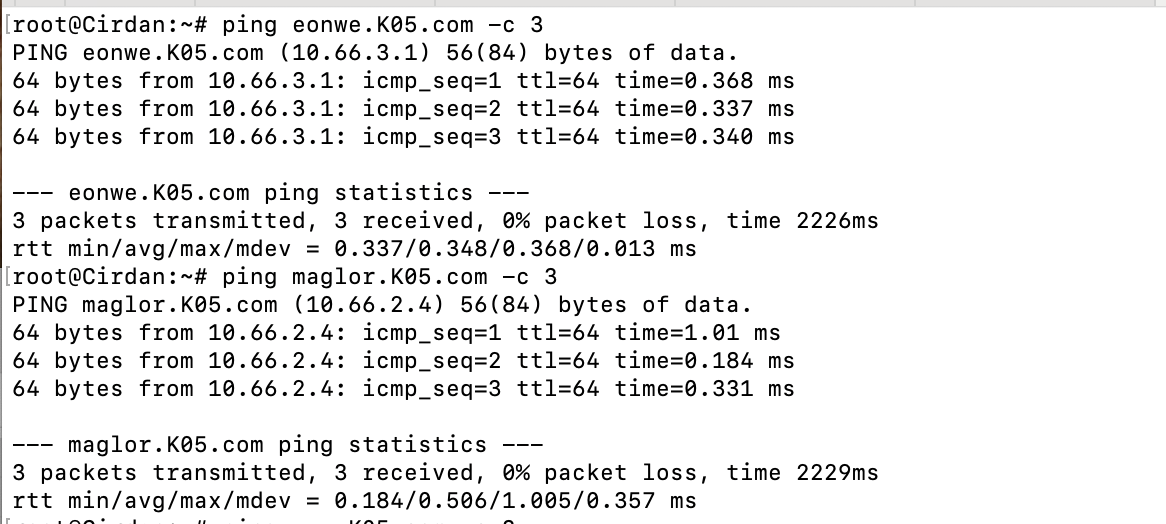 [root@Cirdan:~# ping eonwe.K05.com -c 3
PING eonwe.K05.com (10.66.3.1) 56(84) bytes of data.
64 bytes from 10.66.3.1: icmp_seq=1 ttl=64 time=0.368 ms
64 bytes from 10.66.3.1: icmp_seq=2 ttl=64 time=0.337 ms
64 bytes from 10.66.3.1: icmp_seq=3 ttl=64 time=0.340 ms
--- eonwe.K05.com ping statistics ---
3 packets transmitted, 3 received, 0% packet loss, time 2226ms
rtt min/avg/max/mdev = 0.337/0.348/0.368/0.013 ms
[root@Cirdan:~# ping maglor.K05.com -c 3
PING maglor.K05.com (10.66.2.4) 56(84) bytes of data.
64 bytes from 10.66.2.4: icmp_seq=1 ttl=64 time=1.01 ms
64 bytes from 10.66.2.4: icmp_seq=2 ttl=64 time=0.184 ms
64 bytes from 10.66.2.4: icmp_seq=3 ttl=64 time=0.331 ms
--- maglor.K05.com ping statistics ---
3 packets transmitted, 3 received, 0% packet loss, time 2229ms
rtt min/avg/max/mdev = 0.184/0.506/1.005/0.357 ms